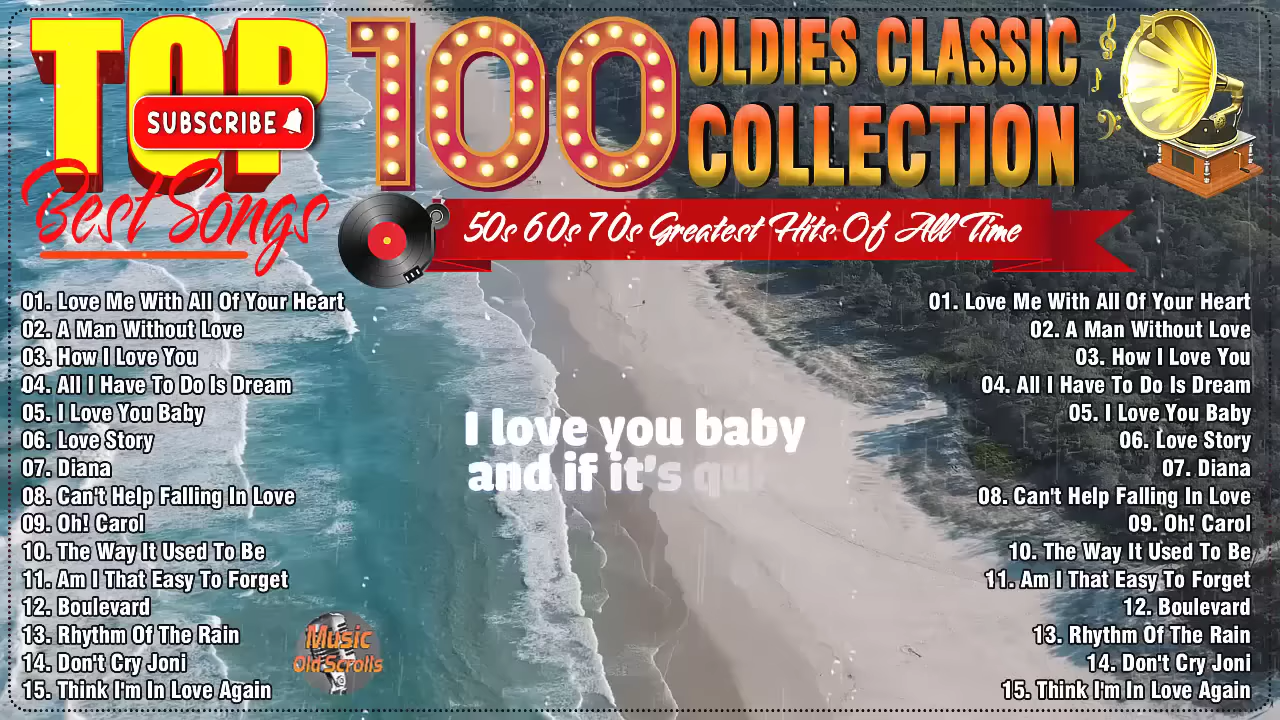 TOP 100 OLDIES CLASSIC
COLLECTION
SUBSCRIBE
Best Songs
50s 60s 70s Greatest Hits Of All Time
01. Love Me With All Of Your Heart
02. A Man Without Love
03. How I Love You
04. All I Have To Do Is Dream
05. I Love You Baby
06. Love Story
07. Diana
08. Can't Help Falling In Love
09. Oh! Carol
10. The Way It Used To Be
11. Am I That Easy To Forget
12. Boulevard
13. Rhythm Of The Rain
14. Don't Cry Joni
15. Think I'm In Love Again
I love you baby
and if it's qui
Music
Old Scrolls
01. Love Me With All Of Your Heart
02. A Man Without Love
03. How I Love You
04. All I Have To Do Is Dream
05. I Love You Baby
06. Love Story
07. Diana
08. Can't Help Falling In Love
09. Oh! Carol
10. The Way It Used To Be
11. Am I That Easy To Forget
12. Boulevard
13. Rhythm Of The Rain
14. Don't Cry Joni
15. Think I'm In Love Again